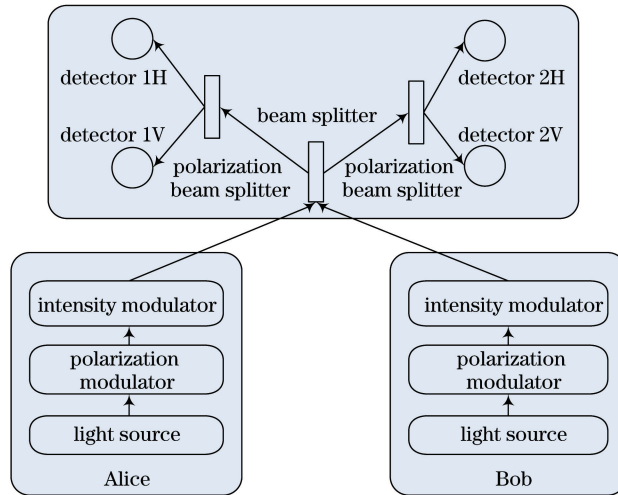 detector 1H
detector 2H
beam splitter
detector 1V
detector 2V
polarization
beam splitter
polarization
beam splitter
intensity modulator
polarization
modulator
light source
Alice
intensity modulator
polarization
modulator
light source
Bob